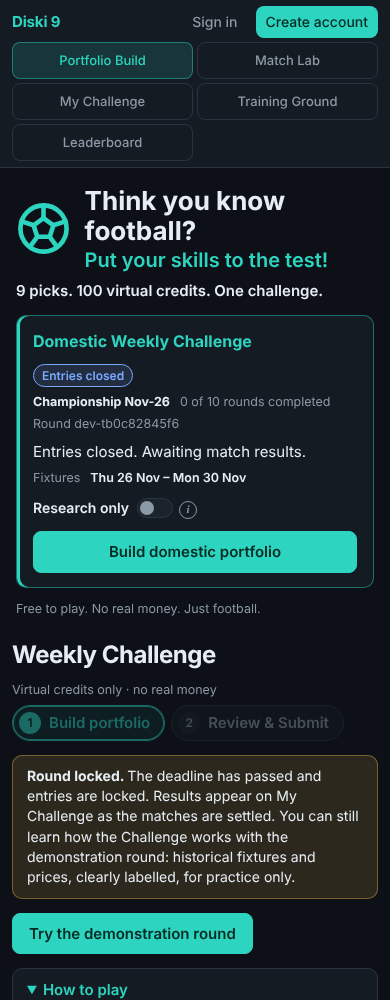 Diski 9
Sign in
Create account
Portfolio Build
Match Lab
My Challenge
Training Ground
Leaderboard
Think you know
football?
Put your skills to the test!
9 picks. 100 virtual credits. One challenge.
Domestic Weekly Challenge
Entries closed
Championship Nov-26 0 of 10 rounds completed
Round dev-tb0c82845f6
Entries closed. Awaiting match results.
Fixtures Thu 26 Nov – Mon 30 Nov
Research only i
Build domestic portfolio
Free to play. No real money. Just football.
Weekly Challenge
Virtual credits only · no real money
1 Build portfolio
2 Review & Submit
Round locked. The deadline has passed and
entries are locked. Results appear on My
Challenge as the matches are settled. You can still
learn how the Challenge works with the
demonstration round: historical fixtures and
prices, clearly labelled, for practice only.
Try the demonstration round
▼ How to play